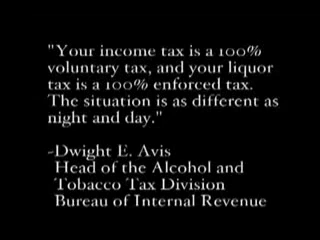 "Your income tax is a 100%
voluntary tax, and your liquor
tax is a 100% enforced tax.
The situation is as different as
night and day."
-Dwight E. Avis
Head of the Alcohol and
Tobacco Tax Division
Bureau of Internal Revenue